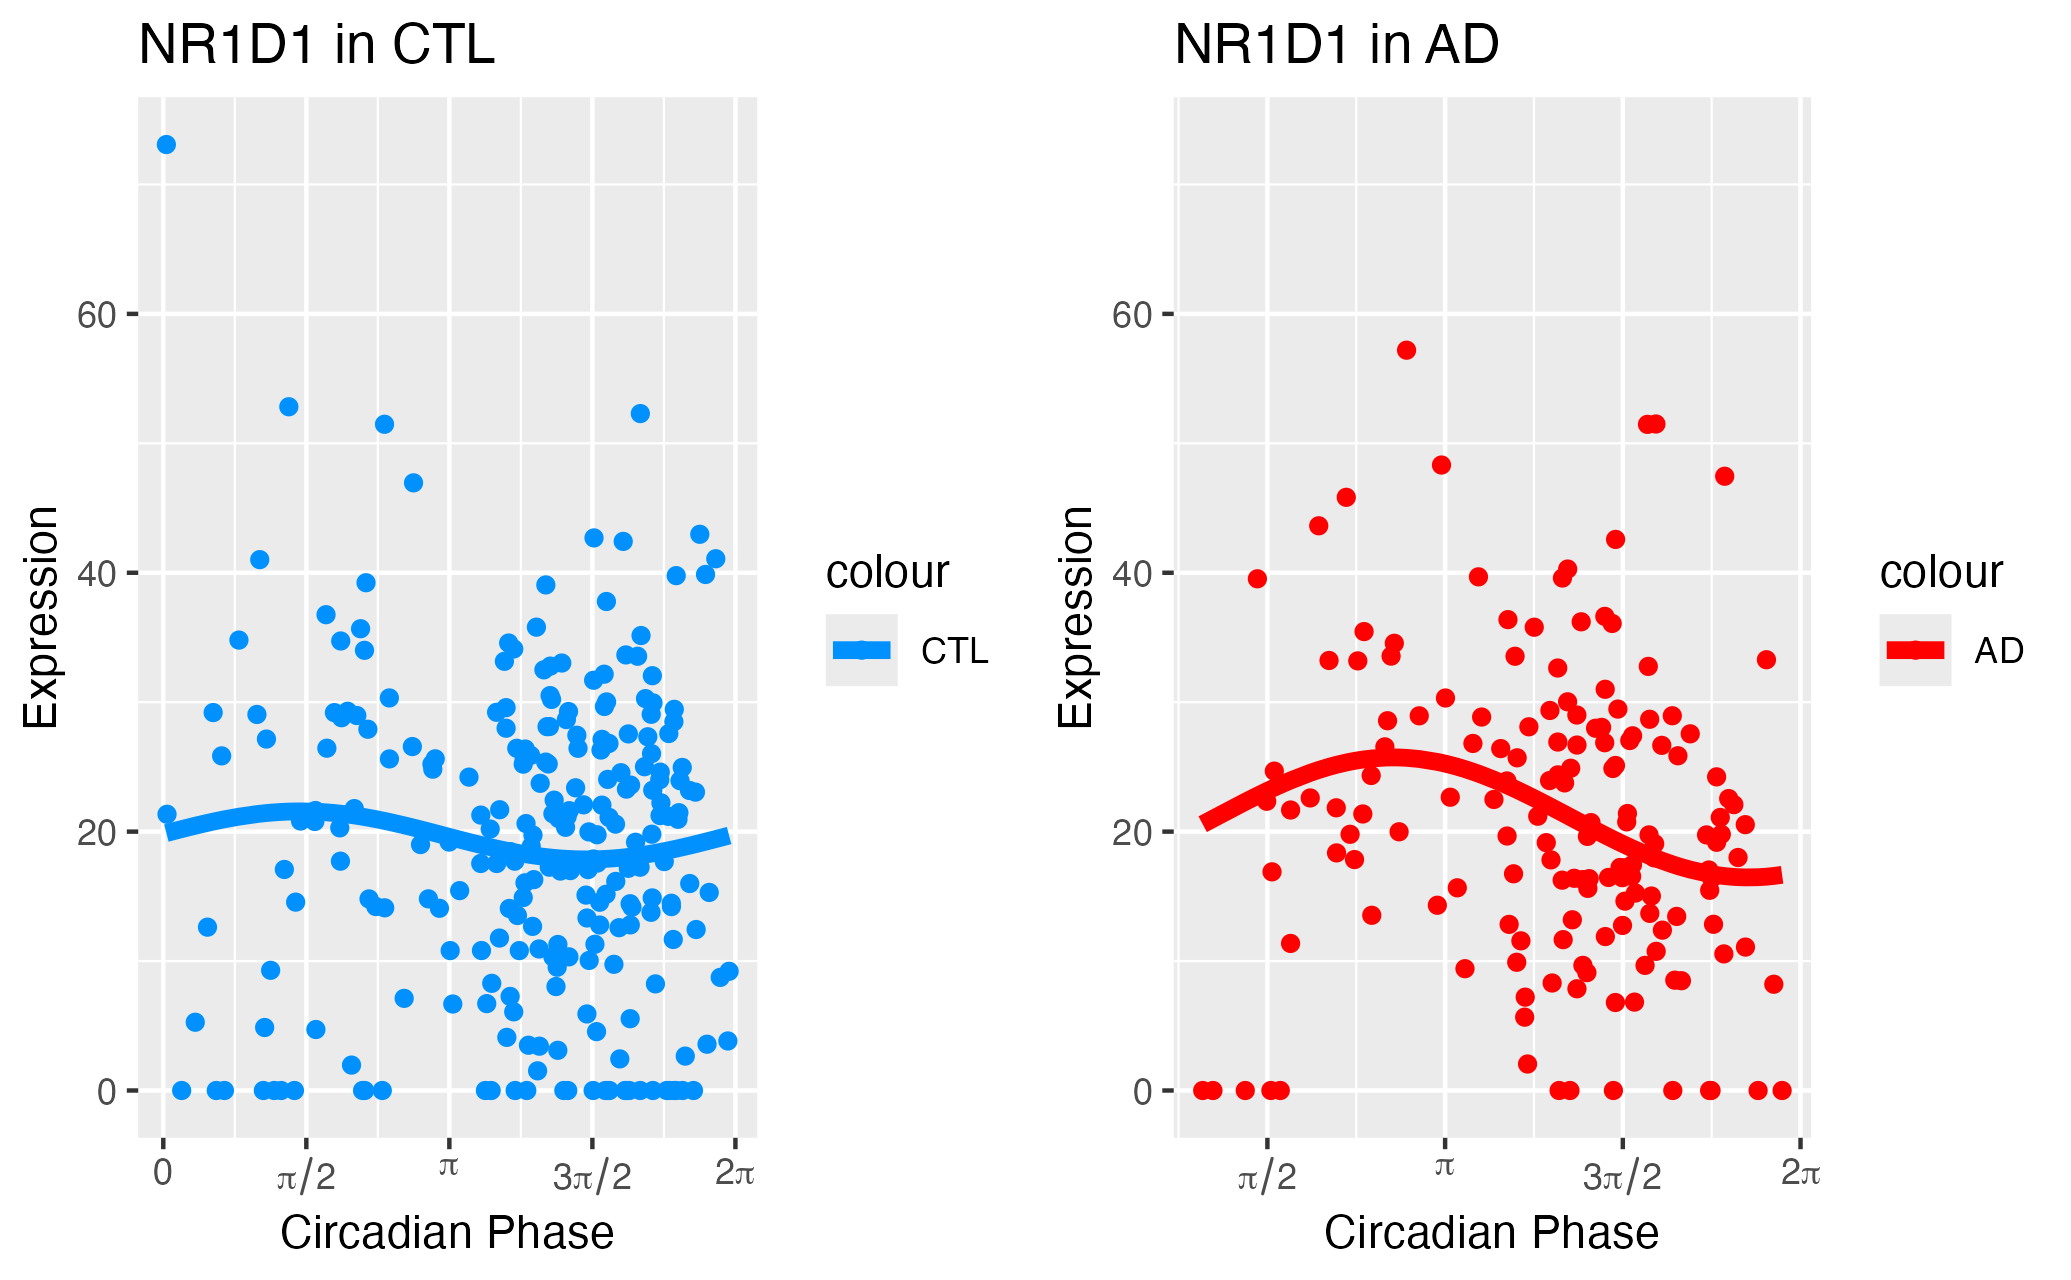 NR1D1 in CTL
60
40
20
0
Expression
0 π/2 π 3π/2 2π
Circadian Phase
colour
CTL
NR1D1 in AD
60
40
20
0
Expression
π/2 π 3π/2 2π
Circadian Phase
colour
AD